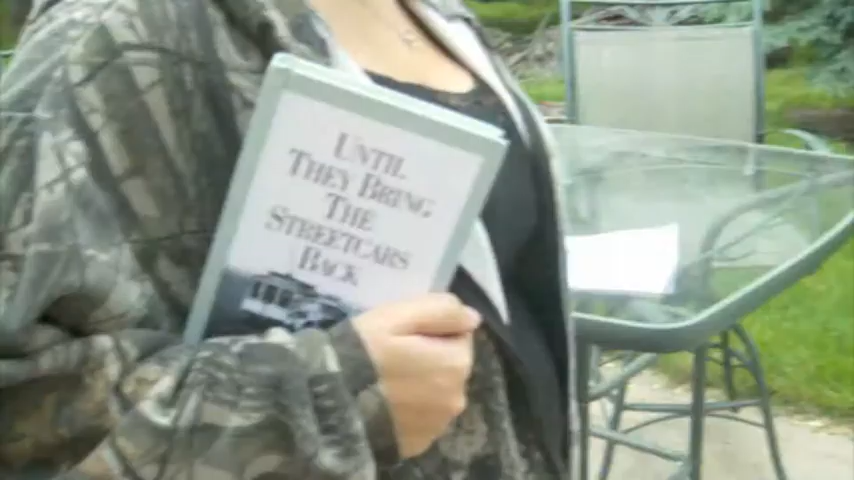 UNTIL
THEY BRING
THE
STREETCARS
BACK